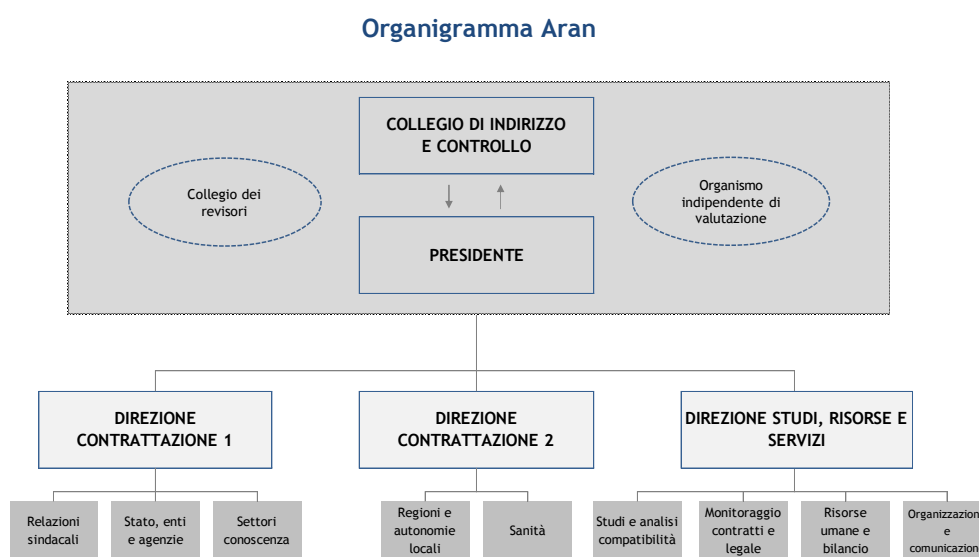 Organigramma Aran
COLLEGIO DI INDIRIZZO
E CONTROLLO
Collegio dei
revisori
Organismo
indipendente di
valutazione
PRESIDENTE
DIREZIONE
CONTRATTAZIONE 1
DIREZIONE
CONTRATTAZIONE 2
DIREZIONE STUDI, RISORSE E
SERVIZI
Relazioni
sindacali
Stato, enti
e agenzie
Settori
conoscenza
Regioni e
autonomie
locali
Sanità
Studi e analisi
compatibilità
Monitoraggio
contratti e
legale
Risorse
umane e
bilancio
Organizzazion
e
comunicazion